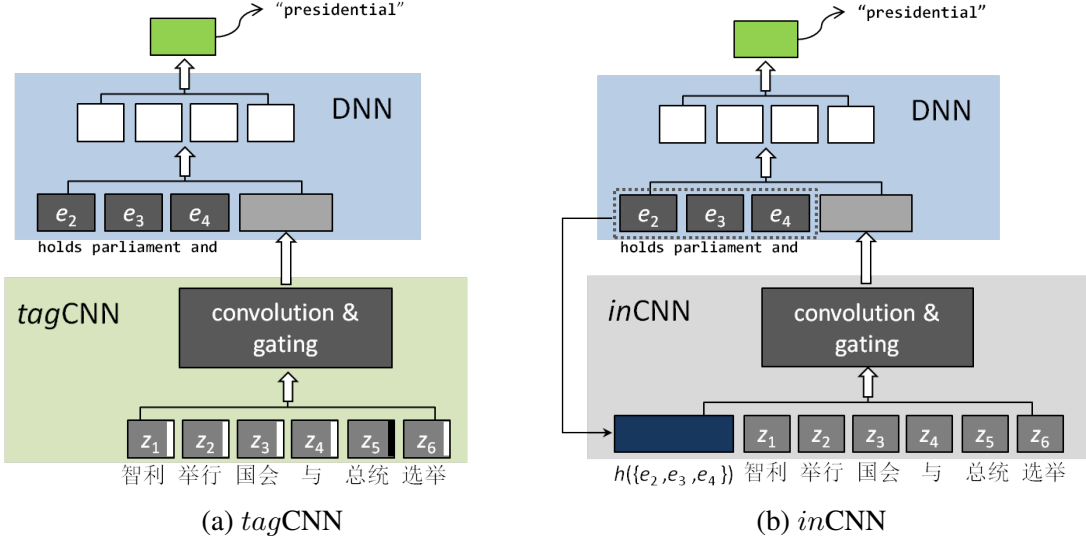 "presidential"
DNN
e2 e3 e4
holds parliament and
tagCNN
convolution &
gating
z1 z2 z3 z4 z5 z6
智利 举行 国会 与 总统 选举
(a) tagCNN
"presidential"
DNN
e2 e3 e4
holds parliament and
inCNN
convolution &
gating
z1 z2 z3 z4 z5 z6
h({e2,e3,e4}) 智利 举行 国会 与 总统 选举
(b) inCNN